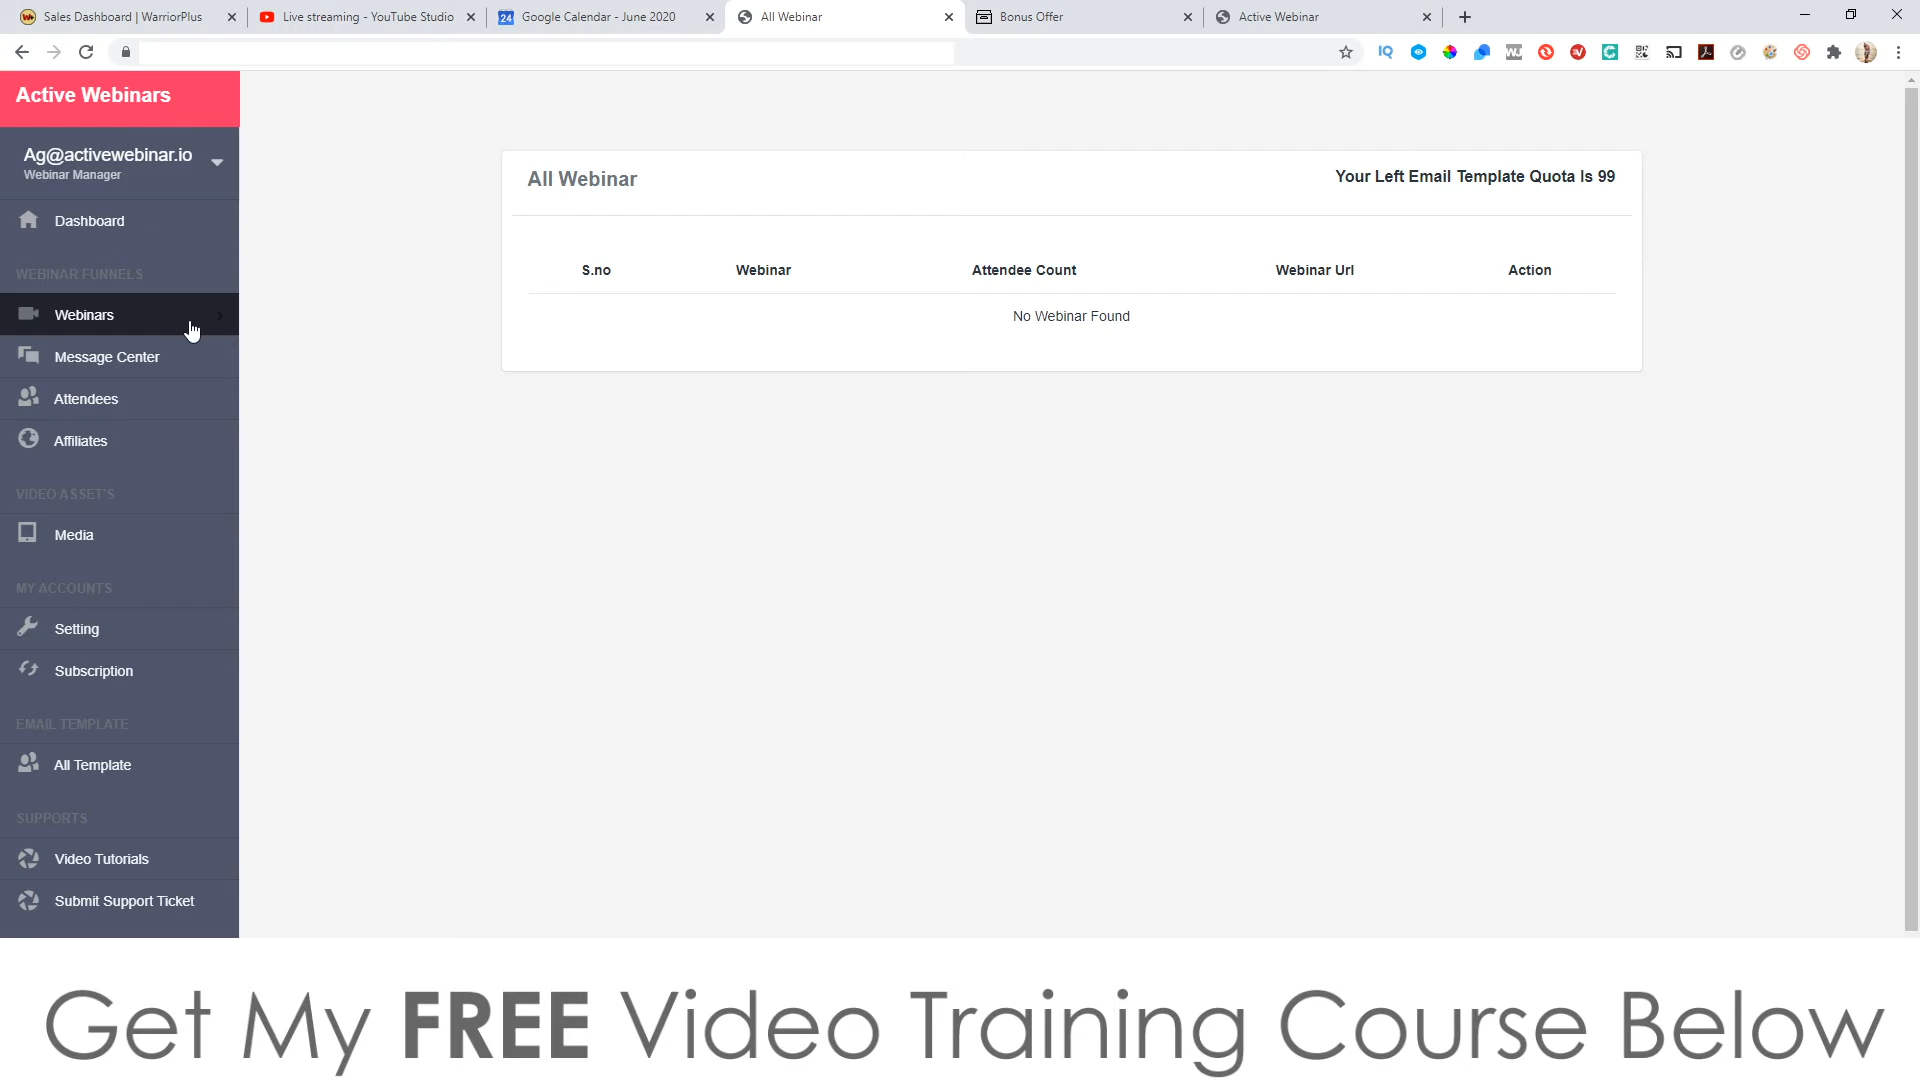 Sales Dashboard | WarriorPlus
Live streaming - YouTube Studio
24 Google Calendar - June 2020
All Webinar
Bonus Offer
Active Webinar
Active Webinars
Ag@activewebinar.io
Webinar Manager
Dashboard
WEBINAR FUNNELS
Webinars
Message Center
Attendees
Affiliates
VIDEO ASSET'S
Media
MY ACCOUNTS
Setting
Subscription
EMAIL TEMPLATE
All Template
SUPPORTS
Video Tutorials
Submit Support Ticket
All Webinar
Your Left Email Template Quota Is 99
S.no Webinar Attendee Count Webinar Url Action
No Webinar Found
Get My FREE Video Training Course Below